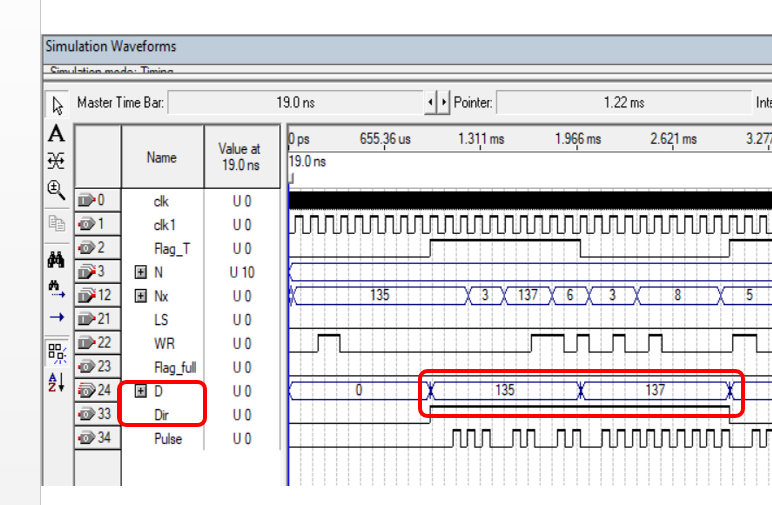 Simulation Waveforms
Simulation mode: Timing
Master Time Bar: 19.0 ns Pointer: 1.22 ms Inte
Name Value at 19.0 ns
0 ps 655.36 us 1.311 ms 1.966 ms 2.621 ms 3.277
19.0 ns
A
0 clk U 0
1 clk1 U 0
2 Flag_T U 0
3 N U 10
12 Nx U 0 135 3 137 6 3 8 5
21 LS U 0
22 WR U 0
23 Flag_full U 0
24 D U 0 0 135 137
33 Dir U 0
34 Pulse U 0